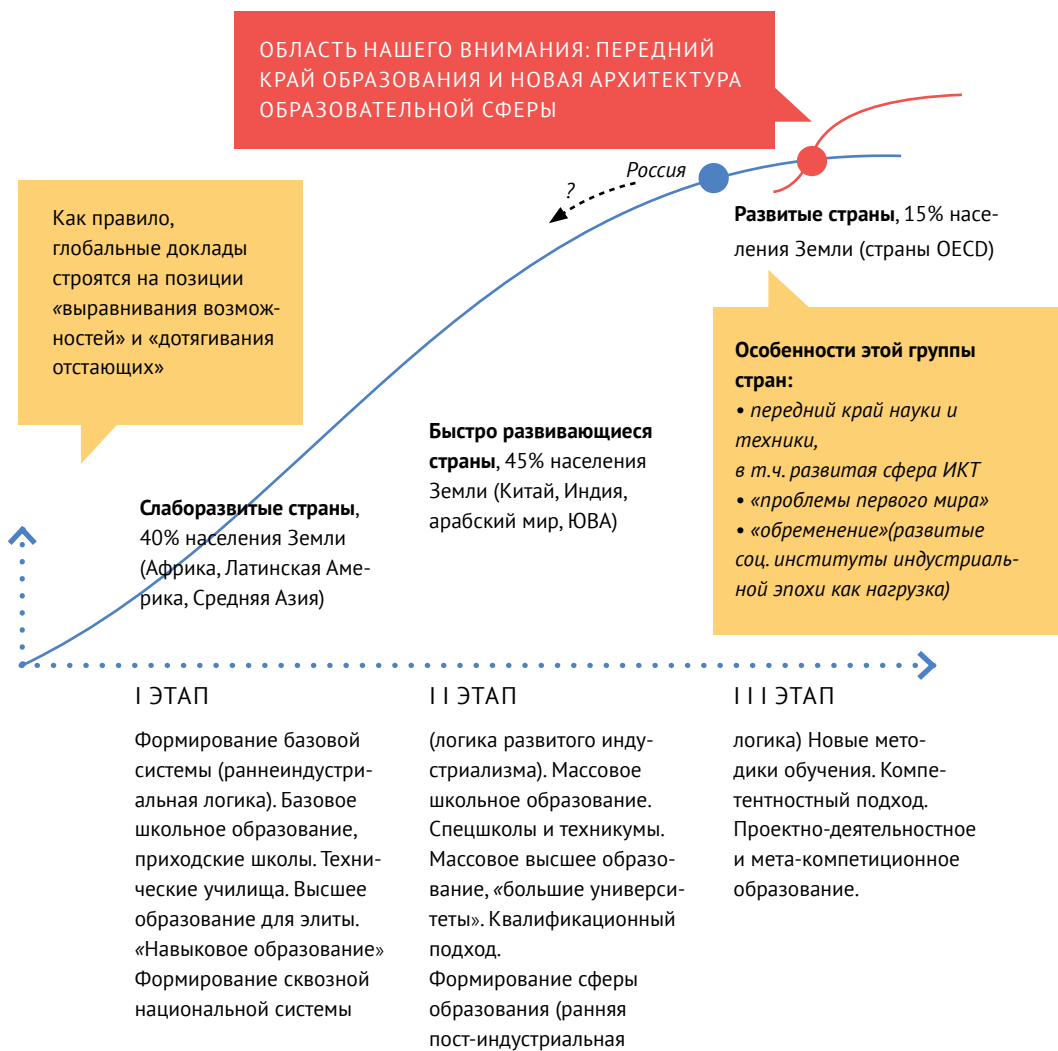 ОБЛАСТЬ НАШЕГО ВНИМАНИЯ: ПЕРЕДНИЙ
КРАЙ ОБРАЗОВАНИЯ И НОВАЯ АРХИТЕКТУРА
ОБРАЗОВАТЕЛЬНОЙ СФЕРЫ
Россия
?
Как правило,
глобальные доклады
строятся на позиции
«выравнивания возмож-
ностей» и «дотягивания
отстающих»
Развитые страны, 15% насе-
ления Земли (страны OECD)
Особенности этой группы
стран:
• передний край науки и
техники,
в т.ч. развитая сфера ИКТ
• «проблемы первого мира»
• «обременение»(развитые
соц. институты индустриаль-
ной эпохи как нагрузка)
Быстро развивающиеся
страны, 45% населения
Земли (Китай, Индия,
арабский мир, ЮВА)
Слаборазвитые страны,
40% населения Земли
(Африка, Латинская Аме-
рика, Средняя Азия)
I ЭТАП
Формирование базовой
системы (раннеиндустри-
альная логика). Базовое
школьное образование,
приходские школы. Техни-
ческие училища. Высшее
образование для элиты.
«Навыковое образование»
Формирование сквозной
национальной системы
II ЭТАП
(логика развитого инду-
стриализма). Массовое
школьное образование.
Спецшколы и техникумы.
Массовое высшее образо-
вание, «большие универси-
теты». Квалификационный
подход.
Формирование сферы
образования (ранняя
пост-индустриальная
III ЭТАП
логика) Новые мето-
дики обучения. Компе-
тентностный подход.
Проектно-деятельностное
и мета-компетиционное
образование.